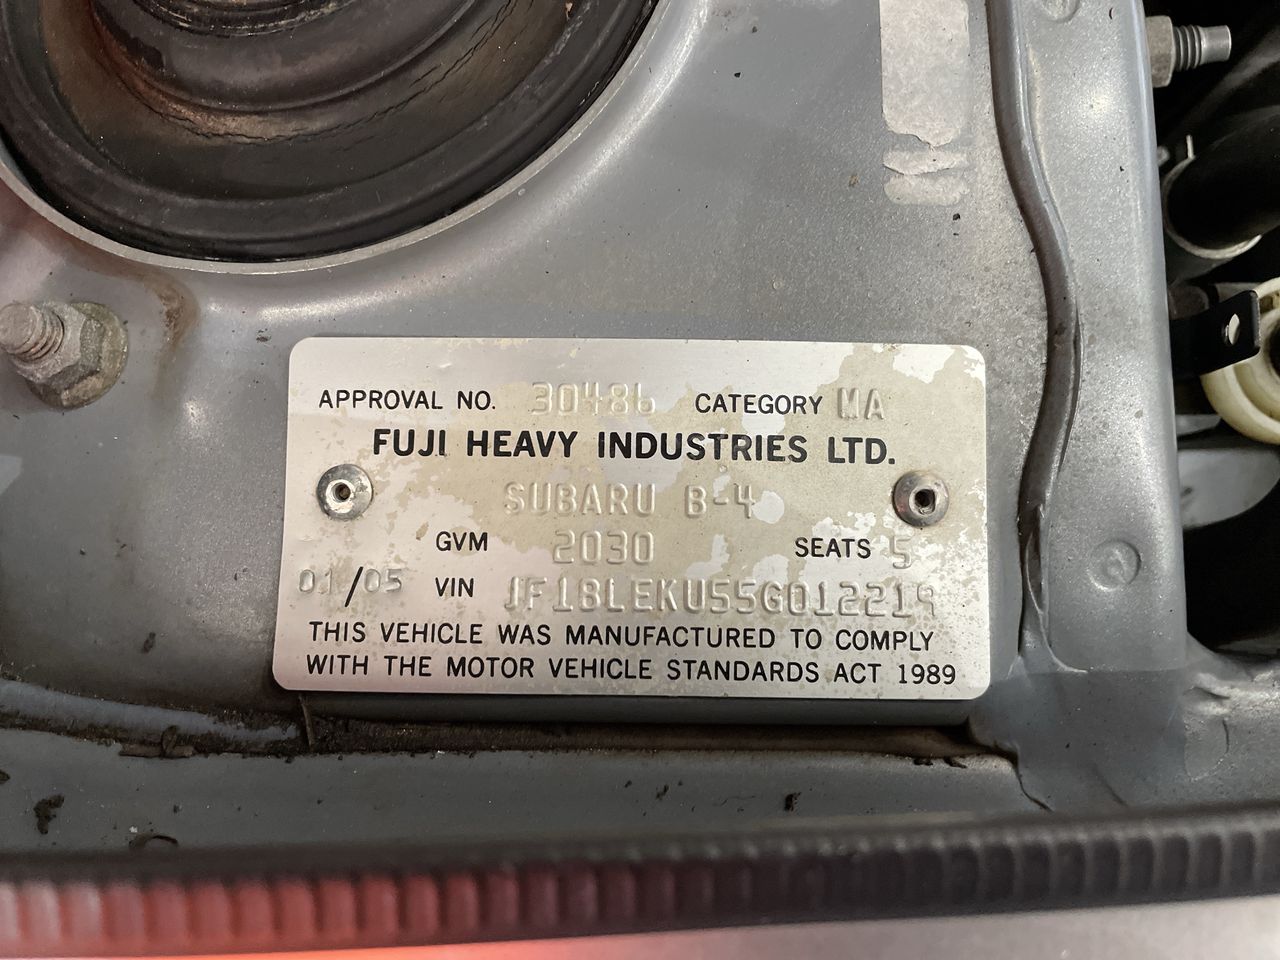 APPROVAL NO. 30486 CATEGORY MA
FUJI HEAVY INDUSTRIES LTD.
SUBARU B-4
GVM 2030 SEATS 5
01/05 VIN JF1BLEKU55G012219
THIS VEHICLE WAS MANUFACTURED TO COMPLY
WITH THE MOTOR VEHICLE STANDARDS ACT 1989